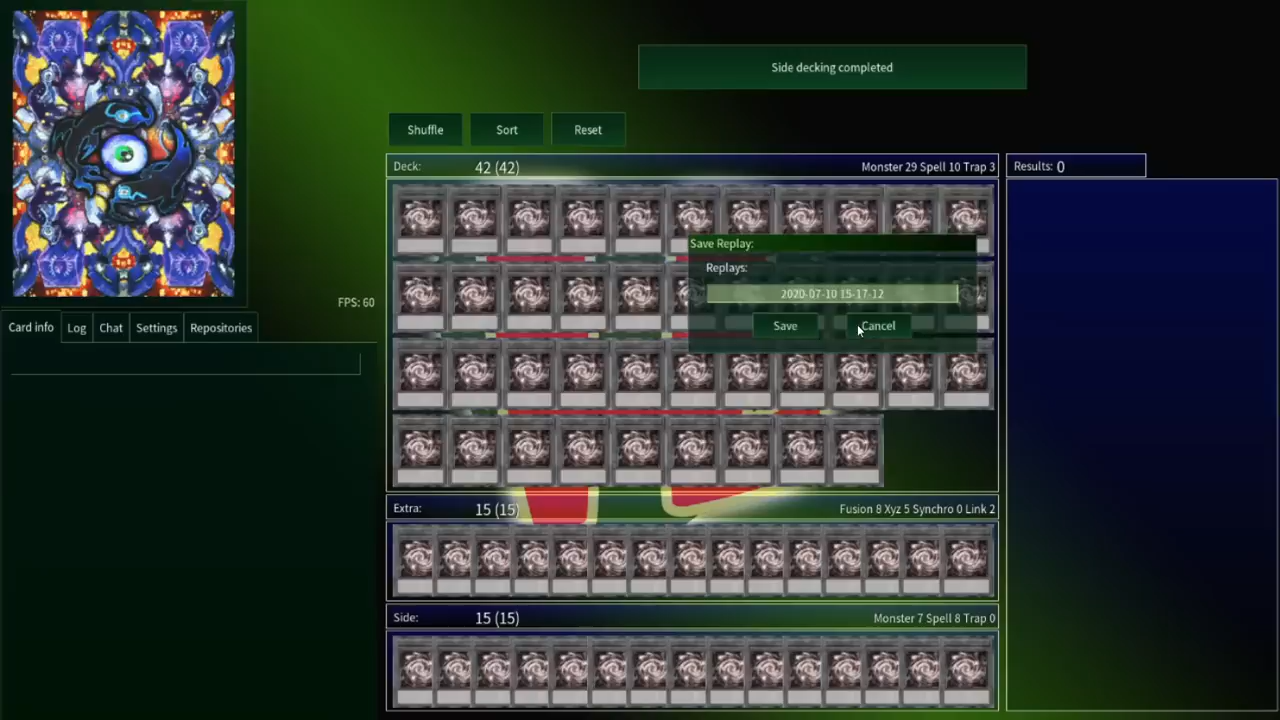 Side decking completed
Shuffle Sort Reset
Deck: 42 (42) Monster 29 Spell 10 Trap 3 Results: 0
Save Replay:
Replays:
2020-07-10 15-17-12
Save Cancel
FPS: 60
Card info Log Chat Settings Repositories
Extra: 15 (15) Fusion 8 Xyz 5 Synchro 0 Link 2
Side: 15 (15) Monster 7 Spell 8 Trap 0